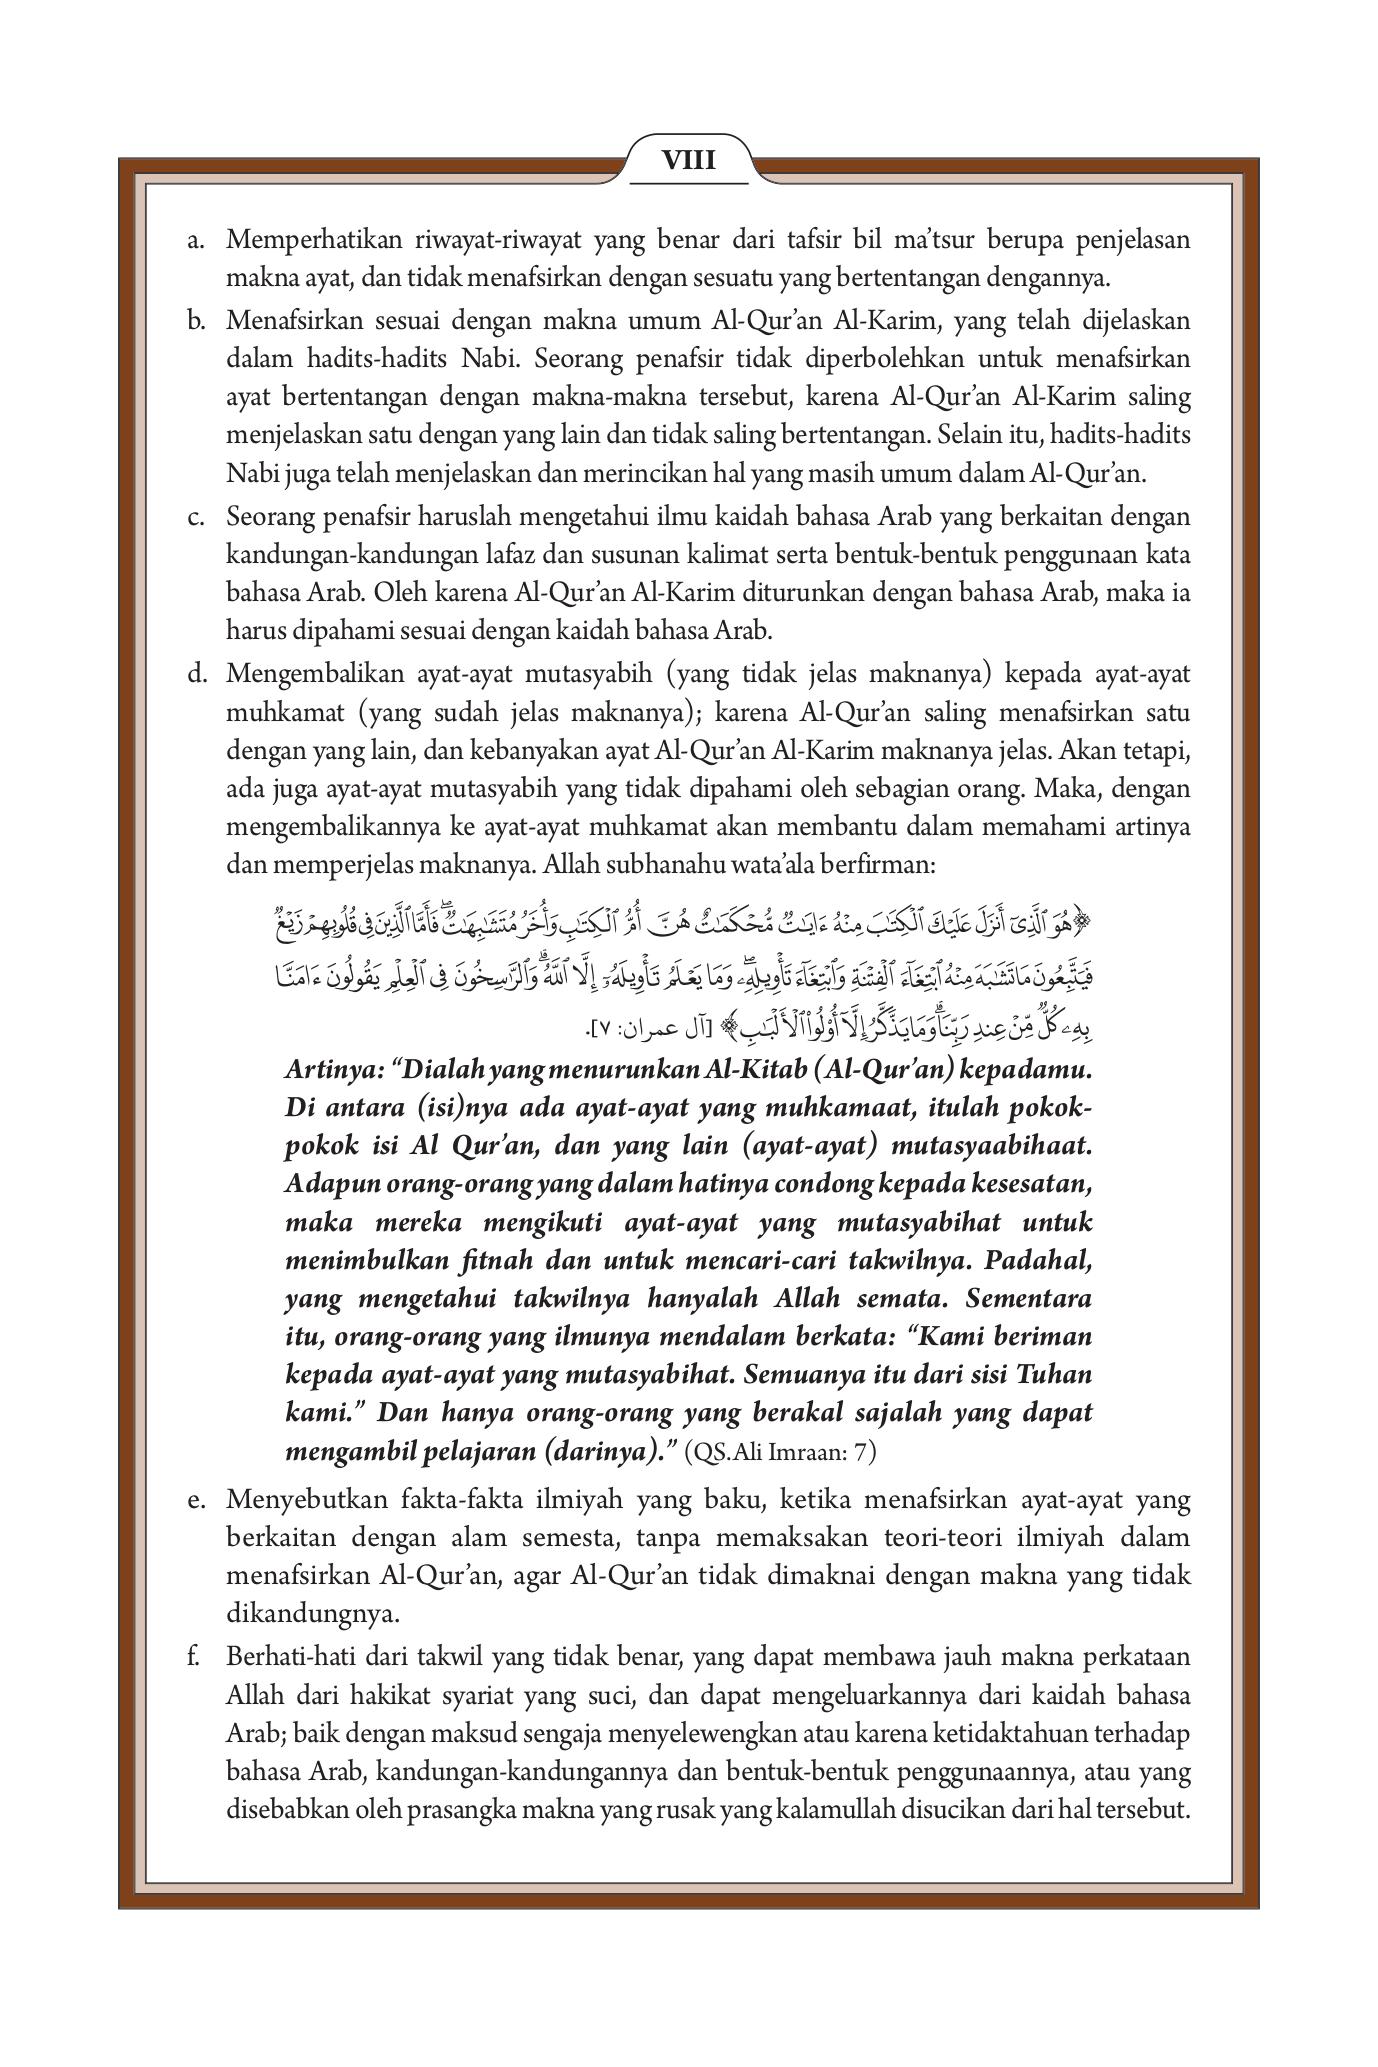 VIII
a. Memperhatikan riwayat-riwayat yang benar dari tafsir bil ma’tsur berupa penjelasan
makna ayat, dan tidak menafsirkan dengan sesuatu yang bertentangan dengannya.
b. Menafsirkan sesuai dengan makna umum Al-Qur’an Al-Karim, yang telah dijelaskan
dalam hadits-hadits Nabi. Seorang penafsir tidak diperbolehkan untuk menafsirkan
ayat bertentangan dengan makna-makna tersebut, karena Al-Qur’an Al-Karim saling
menjelaskan satu dengan yang lain dan tidak saling bertentangan. Selain itu, hadits-hadits
Nabi juga telah menjelaskan dan merincikan hal yang masih umum dalam Al-Qur’an.
c. Seorang penafsir haruslah mengetahui ilmu kaidah bahasa Arab yang berkaitan dengan
kandungan-kandungan lafaz dan susunan kalimat serta bentuk-bentuk penggunaan kata
bahasa Arab. Oleh karena Al-Qur’an Al-Karim diturunkan dengan bahasa Arab, maka ia
harus dipahami sesuai dengan kaidah bahasa Arab.
d. Mengembalikan ayat-ayat mutasyabih (yang tidak jelas maknanya) kepada ayat-ayat
muhkamat (yang sudah jelas maknanya); karena Al-Qur’an saling menafsirkan satu
dengan yang lain, dan kebanyakan ayat Al-Qur’an Al-Karim maknanya jelas. Akan tetapi,
ada juga ayat-ayat mutasyabih yang tidak dipahami oleh sebagian orang. Maka, dengan
mengembalikannya ke ayat-ayat muhkamat akan membantu dalam memahami artinya
dan memperjelas maknanya. Allah subhanahu wata’ala berfirman:
﴿هُوَ ٱلَّذِىٓ أَنزَلَ عَلَيْكَ ٱلْكِتَٰبَ مِنْهُ ءَايَٰتٌ مُّحْكَمَٰتٌ هُنَّ أُمُّ ٱلْكِتَٰبِ وَأُخَرُ مُتَشَٰبِهَٰتٌ ۖ فَأَمَّا ٱلَّذِينَ فِى قُلُوبِهِمْ زَيْغٌ
فَيَتَّبِعُونَ مَا تَشَٰبَهَ مِنْهُ ٱبْتِغَآءَ ٱلْفِتْنَةِ وَٱبْتِغَآءَ تَأْوِيلِهِۦ ۖ وَمَا يَعْلَمُ تَأْوِيلَهُۥٓ إِلَّا ٱللَّهُ ۗ وَٱلرَّٰسِخُونَ فِى ٱلْعِلْمِ يَقُولُونَ ءَامَنَّا
بِهِۦ كُلٌّ مِّنْ عِندِ رَبِّنَا ۗ وَمَا يَذَّكَّرُ إِلَّآ أُو۟لُوا۟ ٱلْأَلْبَٰبِ﴾ [آل عمران: ٧].
Artinya: “Dialah yang menurunkan Al-Kitab (Al-Qur’an) kepadamu.
Di antara (isi)nya ada ayat-ayat yang muhkamaat, itulah pokok-
pokok isi Al Qur’an, dan yang lain (ayat-ayat) mutasyaabihaat.
Adapun orang-orang yang dalam hatinya condong kepada kesesatan,
maka mereka mengikuti ayat-ayat yang mutasyabihat untuk
menimbulkan fitnah dan untuk mencari-cari takwilnya. Padahal,
yang mengetahui takwilnya hanyalah Allah semata. Sementara
itu, orang-orang yang ilmunya mendalam berkata: “Kami beriman
kepada ayat-ayat yang mutasyabihat. Semuanya itu dari sisi Tuhan
kami.” Dan hanya orang-orang yang berakal sajalah yang dapat
mengambil pelajaran (darinya).” (QS.Ali Imraan: 7)
e. Menyebutkan fakta-fakta ilmiyah yang baku, ketika menafsirkan ayat-ayat yang
berkaitan dengan alam semesta, tanpa memaksakan teori-teori ilmiyah dalam
menafsirkan Al-Qur’an, agar Al-Qur’an tidak dimaknai dengan makna yang tidak
dikandungnya.
f. Berhati-hati dari takwil yang tidak benar, yang dapat membawa jauh makna perkataan
Allah dari hakikat syariat yang suci, dan dapat mengeluarkannya dari kaidah bahasa
Arab; baik dengan maksud sengaja menyelewengkan atau karena ketidaktahuan terhadap
bahasa Arab, kandungan-kandungannya dan bentuk-bentuk penggunaannya, atau yang
disebabkan oleh prasangka makna yang rusak yang kalamullah disucikan dari hal tersebut.